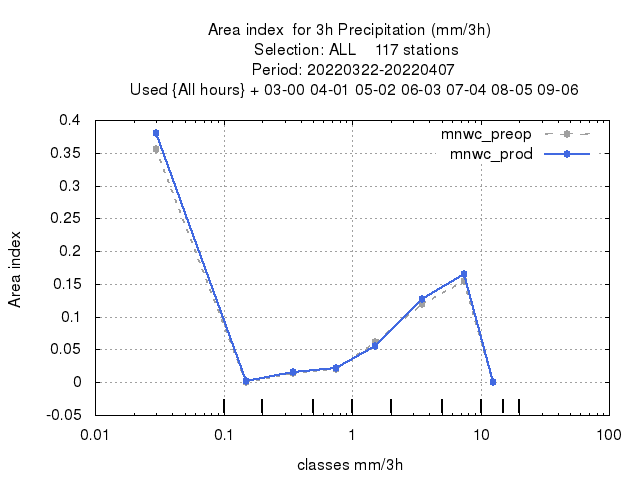 Area index  for 3h Precipitation (mm/3h)
Selection: ALL    117 stations
Period: 20220322-20220407
Used {All hours} + 03-00 04-01  05-02  06-03  07-04  08-05 09-06
mnwc_preop
mnwc_prod
0.4
0.35
0.3
0.25
0.2
0.15
0.1
0.05
0
-0.05
Area index
0.01
0.1
1
10
100
classes mm/3h